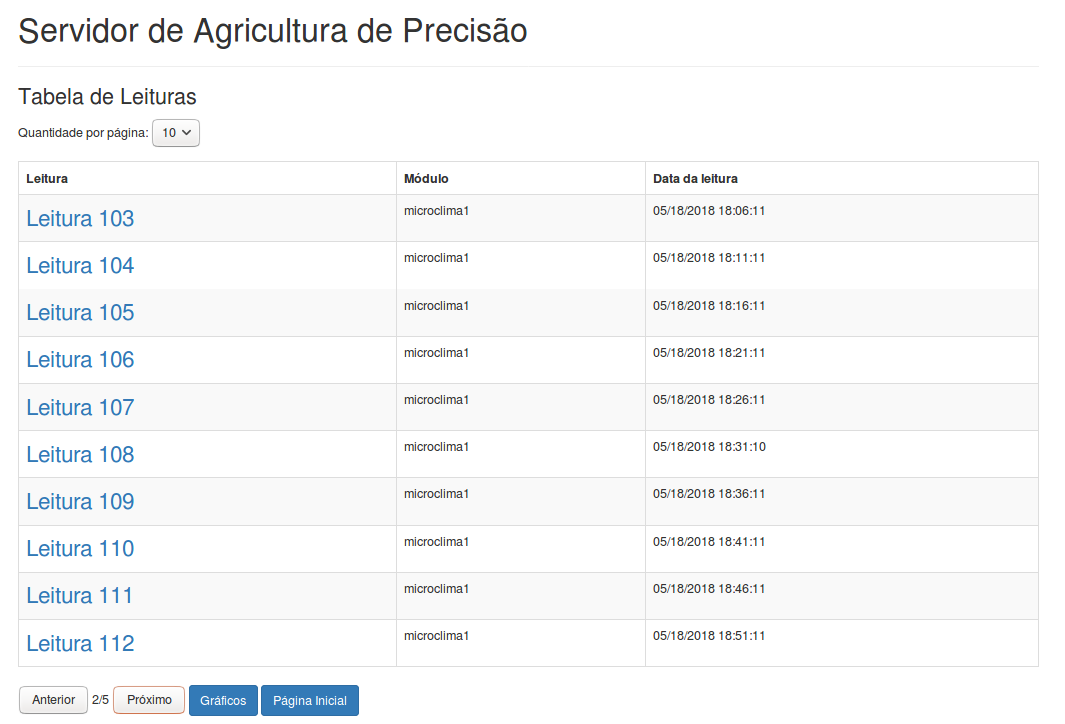 Servidor de Agricultura de Precisão
Tabela de Leituras
Quantidade por página: 10
Leitura Módulo Data da leitura
Leitura 103 microclima1 05/18/2018 18:06:11
Leitura 104 microclima1 05/18/2018 18:11:11
Leitura 105 microclima1 05/18/2018 18:16:11
Leitura 106 microclima1 05/18/2018 18:21:11
Leitura 107 microclima1 05/18/2018 18:26:11
Leitura 108 microclima1 05/18/2018 18:31:10
Leitura 109 microclima1 05/18/2018 18:36:11
Leitura 110 microclima1 05/18/2018 18:41:11
Leitura 111 microclima1 05/18/2018 18:46:11
Leitura 112 microclima1 05/18/2018 18:51:11
Anterior 2/5 Próximo Gráficos Página Inicial